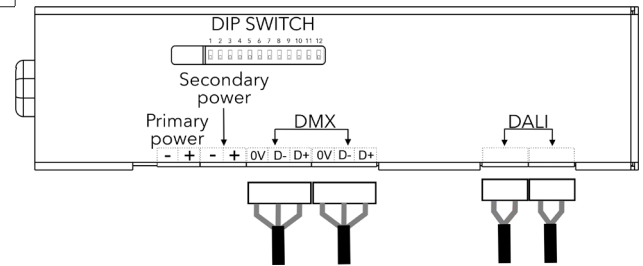 DIP SWITCH
1 2 3 4 5 6 7 8 9 10 11 12
Secondary
power
Primary
power
DMX
DALI
- + - + 0V D- D+ 0V D- D+